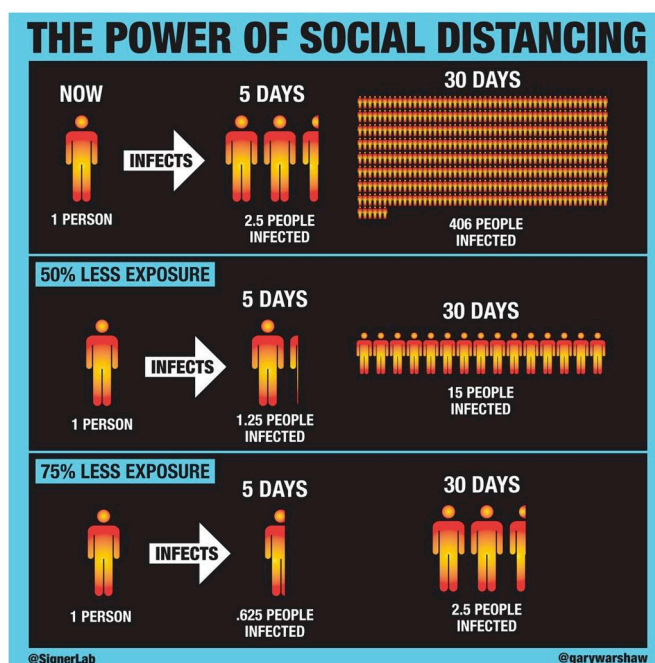 THE POWER OF SOCIAL DISTANCING
NOW
5 DAYS
30 DAYS
INFECTS
1 PERSON
2.5 PEOPLE
INFECTED
406 PEOPLE
INFECTED
50% LESS EXPOSURE
5 DAYS
30 DAYS
INFECTS
1 PERSON
1.25 PEOPLE
INFECTED
15 PEOPLE
INFECTED
75% LESS EXPOSURE
5 DAYS
30 DAYS
INFECTS
1 PERSON
.625 PEOPLE
INFECTED
2.5 PEOPLE
INFECTED
@SignerLab
@garywarshaw